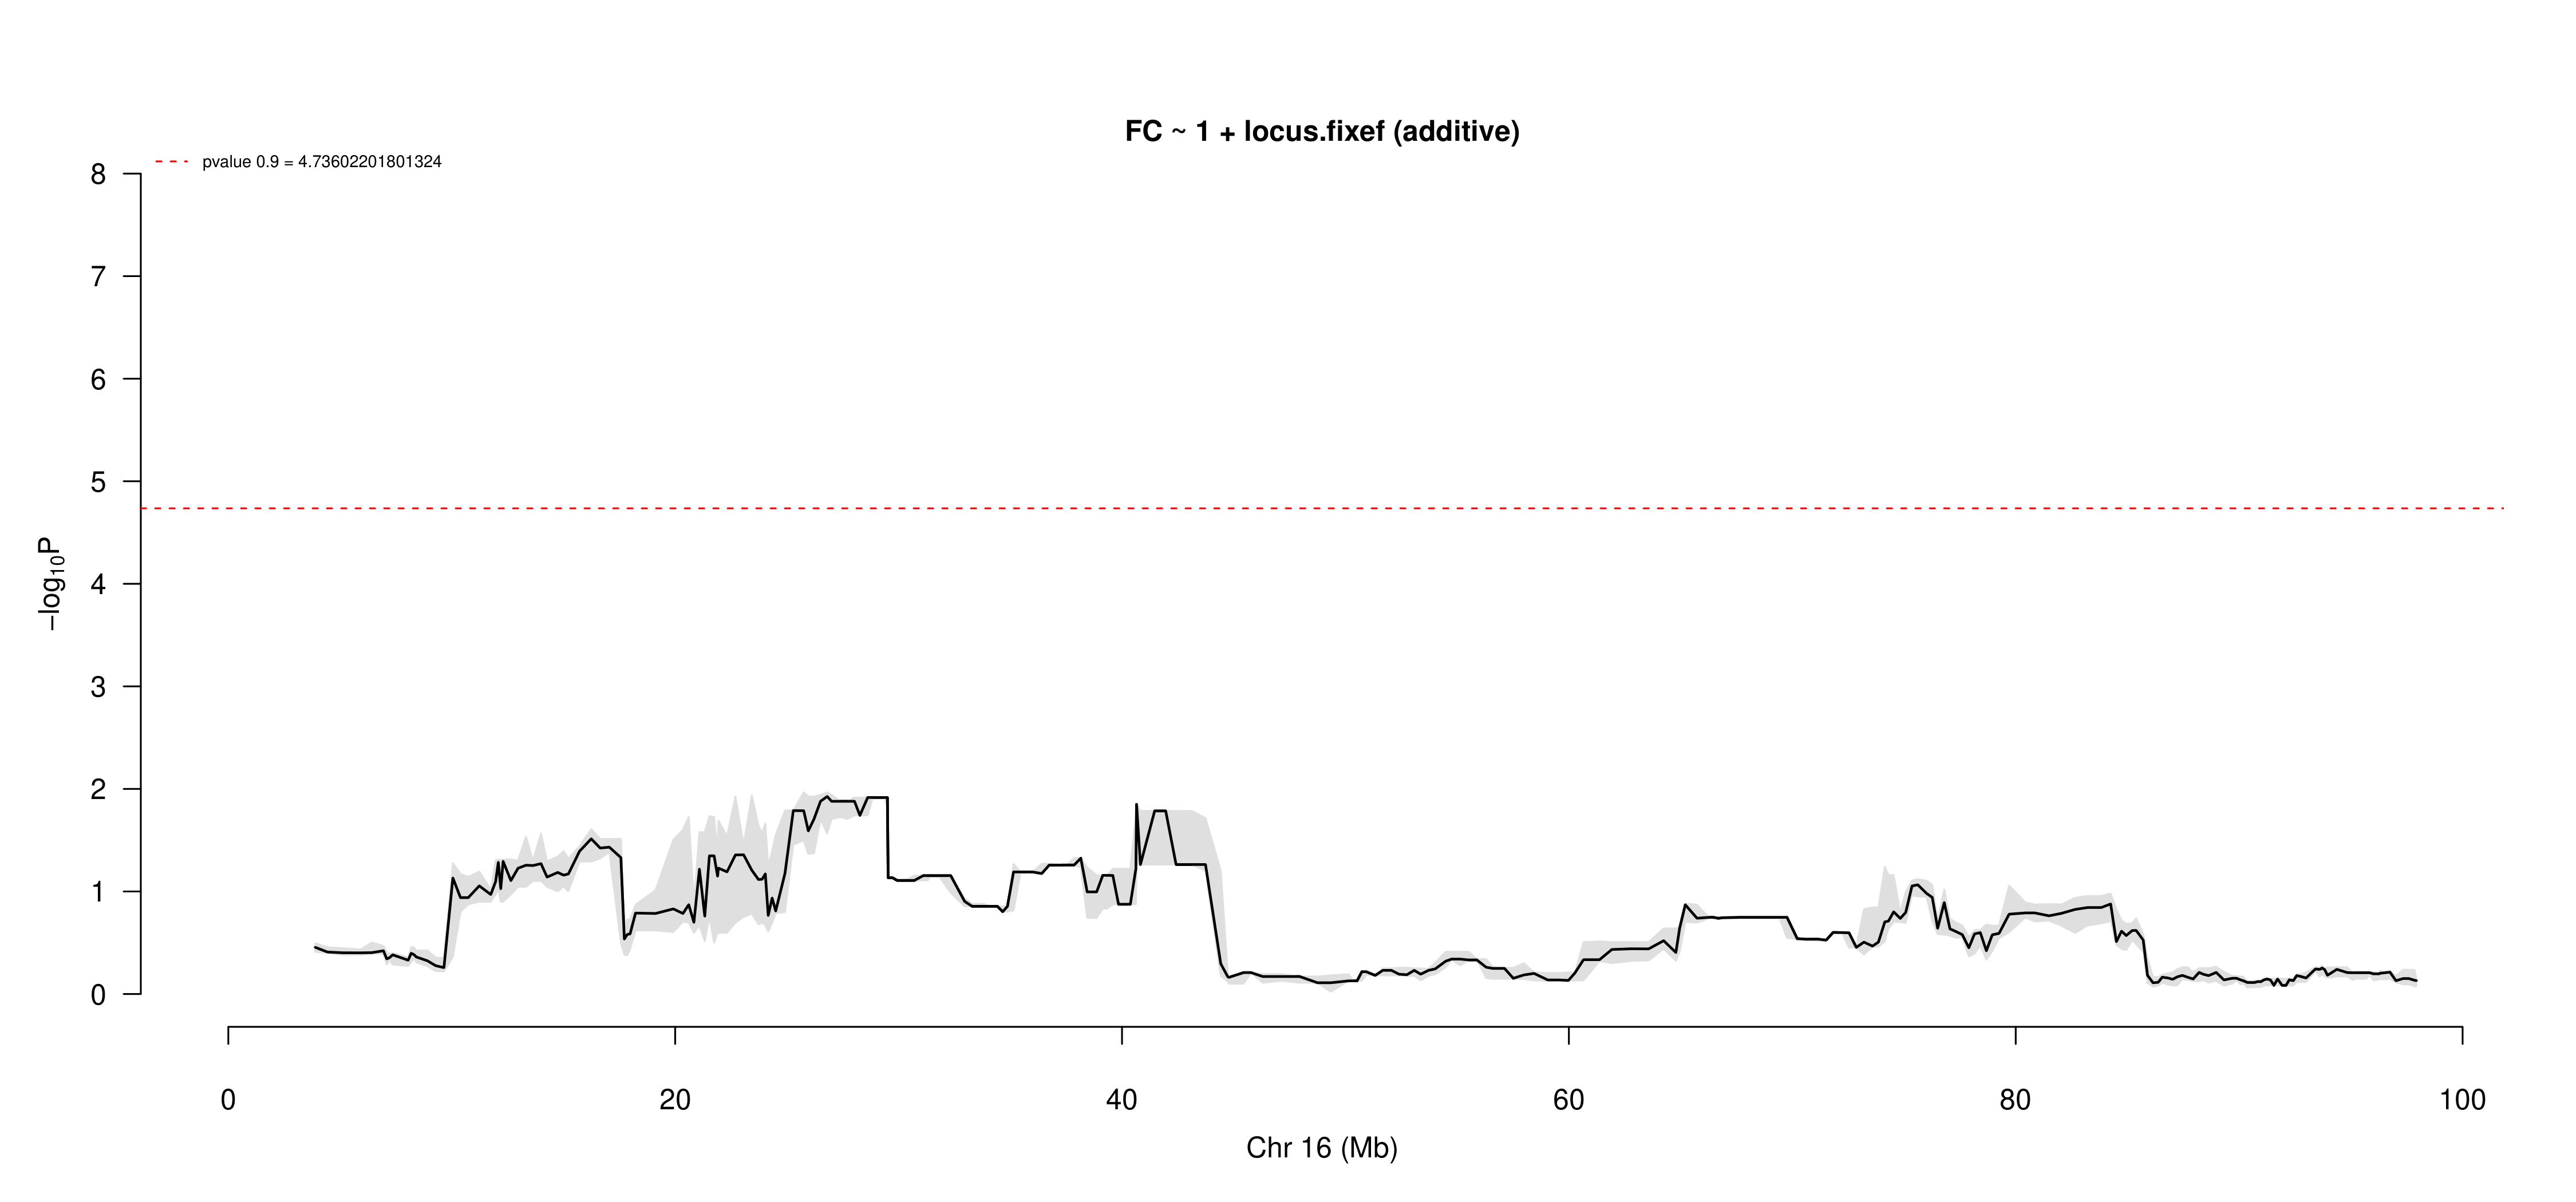 FC ~ 1 + locus.fixef (additive)
pvalue 0.9 = 4.73602201801324
8
7
6
5
4
3
2
1
0
−log₁₀P
0 20 40 60 80 100
Chr 16 (Mb)